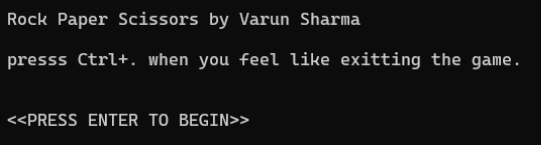 Rock Paper Scissors by Varun Sharma
presss Ctrl+. when you feel like exitting the game.
<<PRESS ENTER TO BEGIN>>